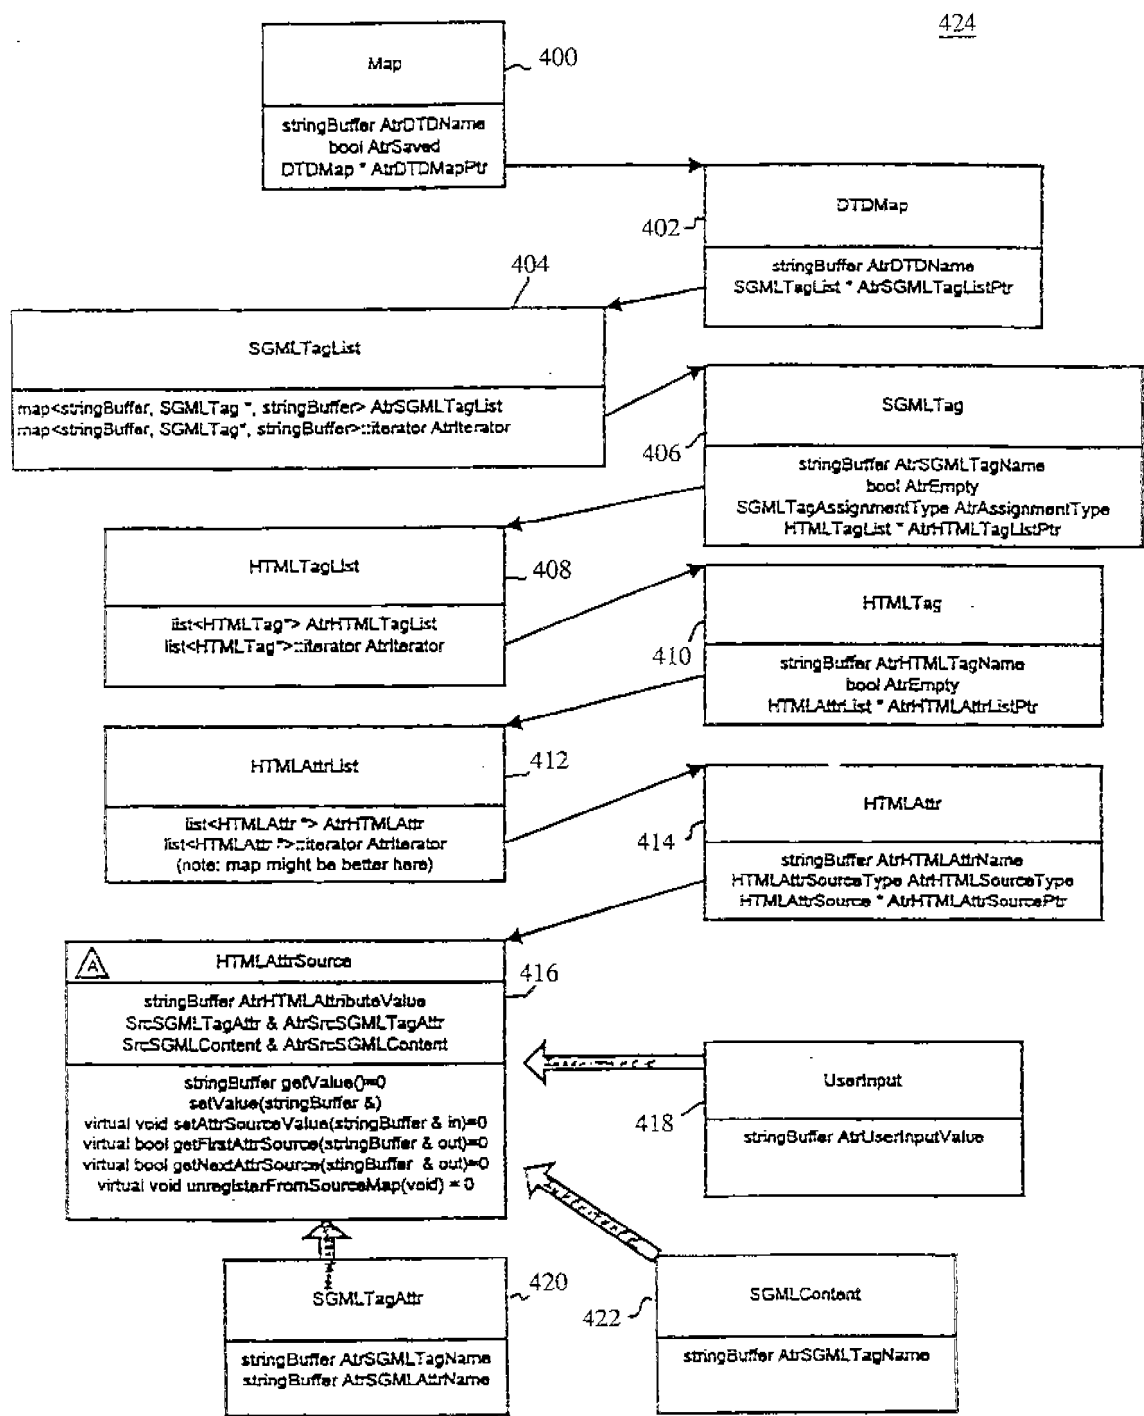 424
Map
400
stringBuffer AtrDTDName
bool AtrSaved
DTDMap * AtrDTDMapPtr
DTDMap
402
stringBuffer AtrDTDName
SGMLTagList * AtrSGMLTagListPtr
404
SGMLTagList
map<stringBuffer, SGMLTag *, stringBuffer> AtrSGMLTagList
map<stringBuffer, SGMLTag*, stringBuffer>::iterator AtrIterator
SGMLTag
406
stringBuffer AtrSGMLTagName
bool AtrEmpty
SGMLTagAssignmentType AtrAssignmentType
HTMLTagList * AtrHTMLTagListPtr
HTMLTagList
408
list<HTMLTag*> AtrHTMLTagList
list<HTMLTag*>::iterator AtrIterator
HTMLTag
410
stringBuffer AtrHTMLTagName
bool AtrEmpty
HTMLAttrList * AtrHTMLAttrListPtr
HTMLAttrList
412
list<HTMLAttr *> AtrHTMLAttr
list<HTMLAttr *>::iterator AtrIterator
(note: map might be better here)
HTMLAttr
414
stringBuffer AtrHTMLAttrName
HTMLAttrSourceType AtrHTMLSourceType
HTMLAttrSource * AtrHTMLAttrSourcePtr
A
HTMLAttrSource
416
stringBuffer AtrHTMLAttributeValue
SrcSGMLTagAttr & AtrSrcSGMLTagAttr
SrcSGMLContent & AtrSrcSGMLContent
stringBuffer getValue()=0
setValue(stringBuffer &)
virtual void setAttrSourceValue(stringBuffer & in)=0
virtual bool getFirstAttrSource(stringBuffer & out)=0
virtual bool getNextAttrSource(stingBuffer & out)=0
virtual void unregisterFromSourceMap(void) = 0
UserInput
418
stringBuffer AtrUserInputValue
SGMLTagAttr
420
stringBuffer AtrSGMLTagName
stringBuffer AtrSGMLAttrName
SGMLContent
422
stringBuffer AtrSGMLTagName